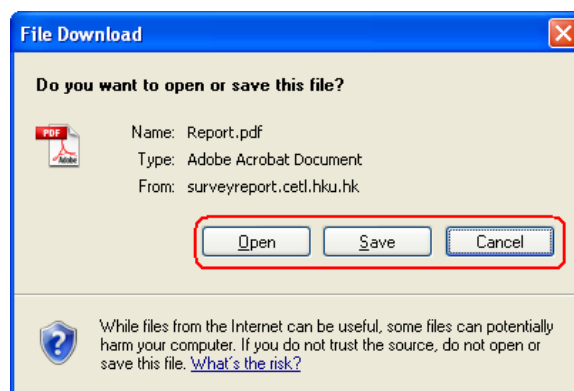 File Download
Do you want to open or save this file?
PDF
Adobe
Name: Report.pdf
Type: Adobe Acrobat Document
From: surveyreport.cetl.hku.hk
Open Save Cancel
While files from the Internet can be useful, some files can potentially
harm your computer. If you do not trust the source, do not open or
save this file. What's the risk?